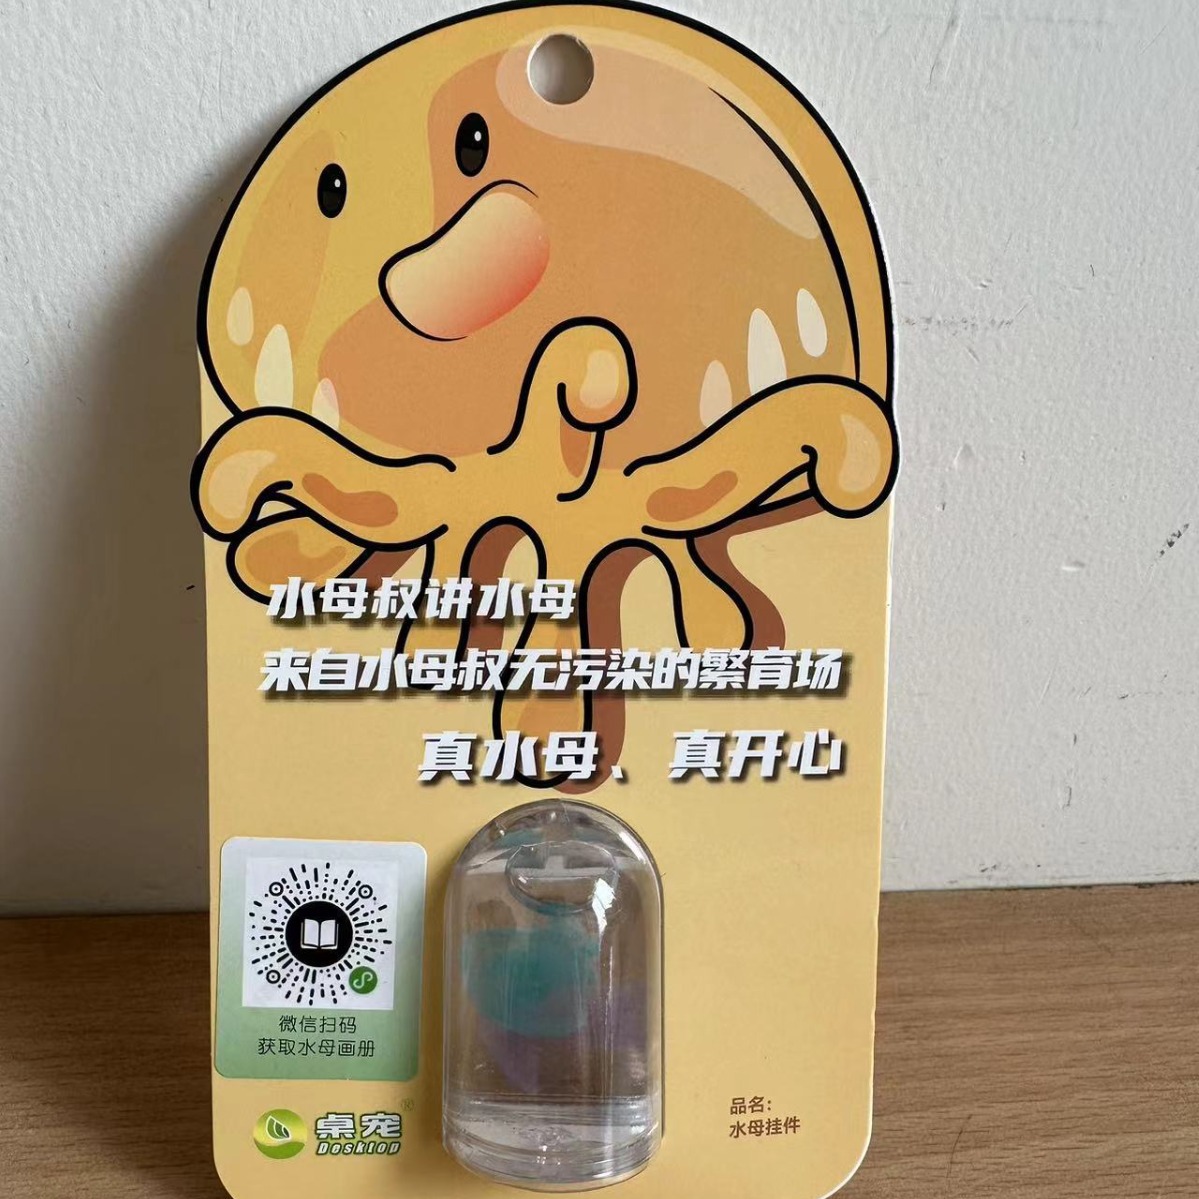 水母叔讲水母
来自水母叔无污染的繁育场
真水母、真开心
微信扫码
获取水母画册
桌宠®
Desktop
品名：
水母挂件